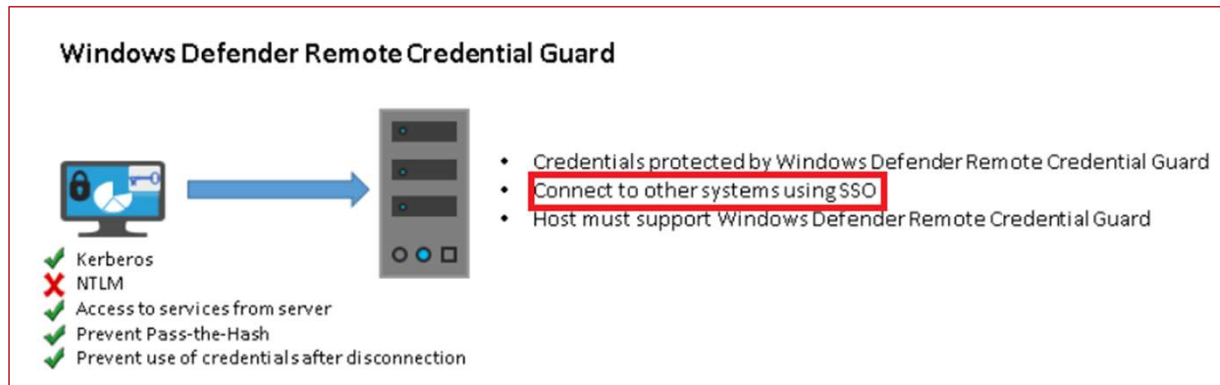 Windows Defender Remote Credential Guard
• Credentials protected by Windows Defender Remote Credential Guard
• Connect to other systems using SSO
• Host must support Windows Defender Remote Credential Guard
Kerberos
NTLM
Access to services from server
Prevent Pass-the-Hash
Prevent use of credentials after disconnection